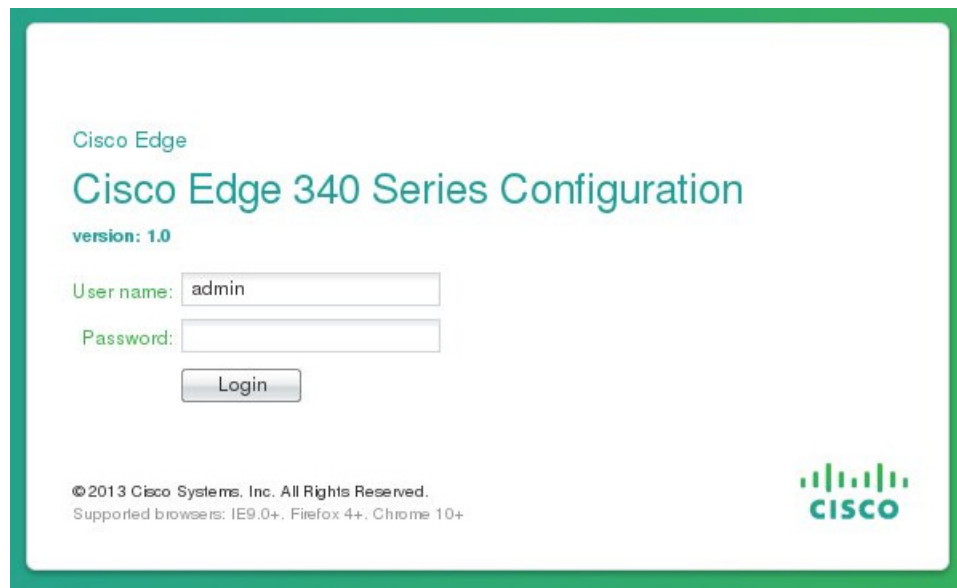 Cisco Edge
Cisco Edge 340 Series Configuration
version: 1.0
User name: admin
Password:
Login
© 2013 Cisco Systems, Inc. All Rights Reserved.
Supported browsers: IE9.0+, Firefox 4+, Chrome 10+
CISCO